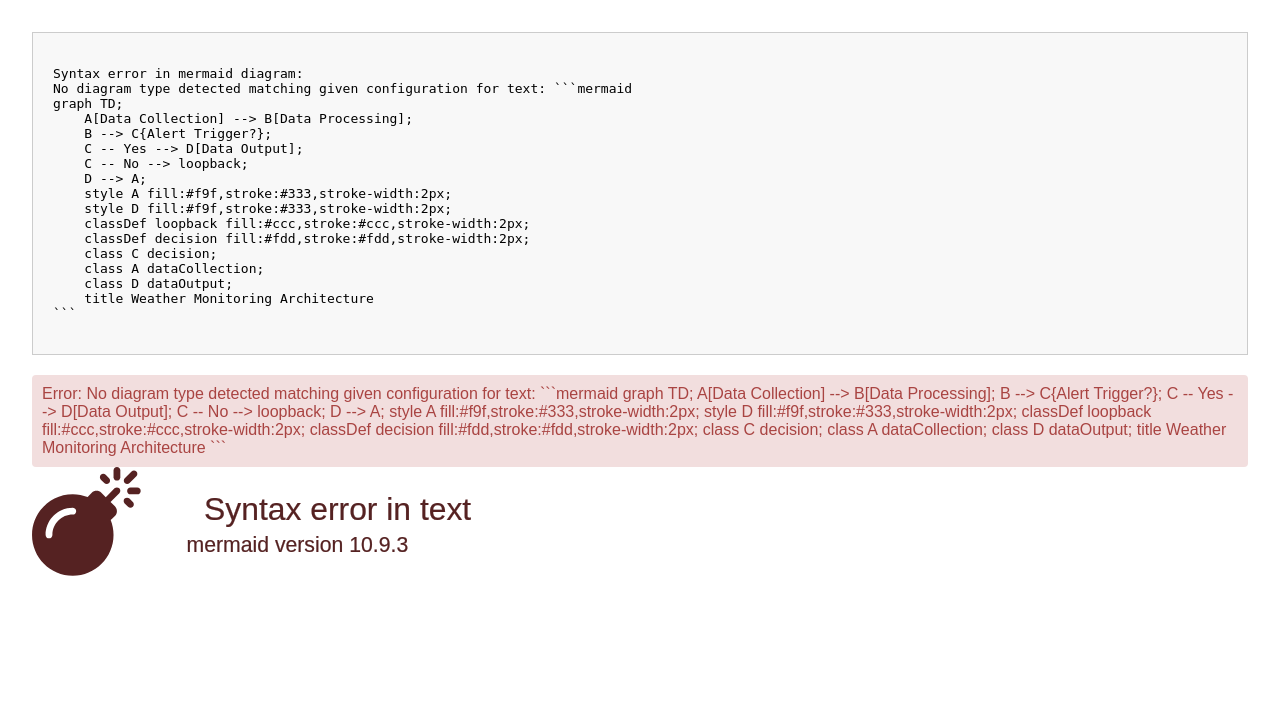 Syntax error in mermaid diagram:
No diagram type detected matching given configuration for text: ```mermaid
graph TD;
    A[Data Collection] --> B[Data Processing];
    B --> C{Alert Trigger?};
    C -- Yes --> D[Data Output];
    C -- No --> loopback;
    D --> A;
    style A fill:#f9f,stroke:#333,stroke-width:2px;
    style D fill:#f9f,stroke:#333,stroke-width:2px;
    classDef loopback fill:#ccc,stroke:#ccc,stroke-width:2px;
    classDef decision fill:#fdd,stroke:#fdd,stroke-width:2px;
    class C decision;
    class A dataCollection;
    class D dataOutput;
    title Weather Monitoring Architecture
```
Error: No diagram type detected matching given configuration for text: ```mermaid graph TD; A[Data Collection] --> B[Data Processing]; B --> C{Alert Trigger?}; C -- Yes -
-> D[Data Output]; C -- No --> loopback; D --> A; style A fill:#f9f,stroke:#333,stroke-width:2px; style D fill:#f9f,stroke:#333,stroke-width:2px; classDef loopback
fill:#ccc,stroke:#ccc,stroke-width:2px; classDef decision fill:#fdd,stroke:#fdd,stroke-width:2px; class C decision; class A dataCollection; class D dataOutput; title Weather
Monitoring Architecture ```
Syntax error in text
mermaid version 10.9.3